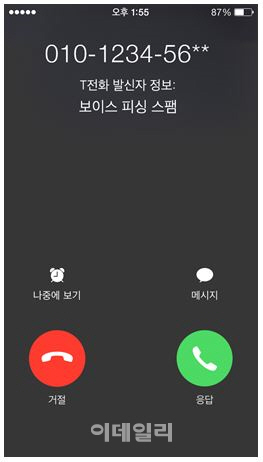 오후 1:55
87%
010-1234-56**
T전화 발신자 정보:
보이스 피싱 스팸
나중에 보기
메시지
거절
응답
이데일리